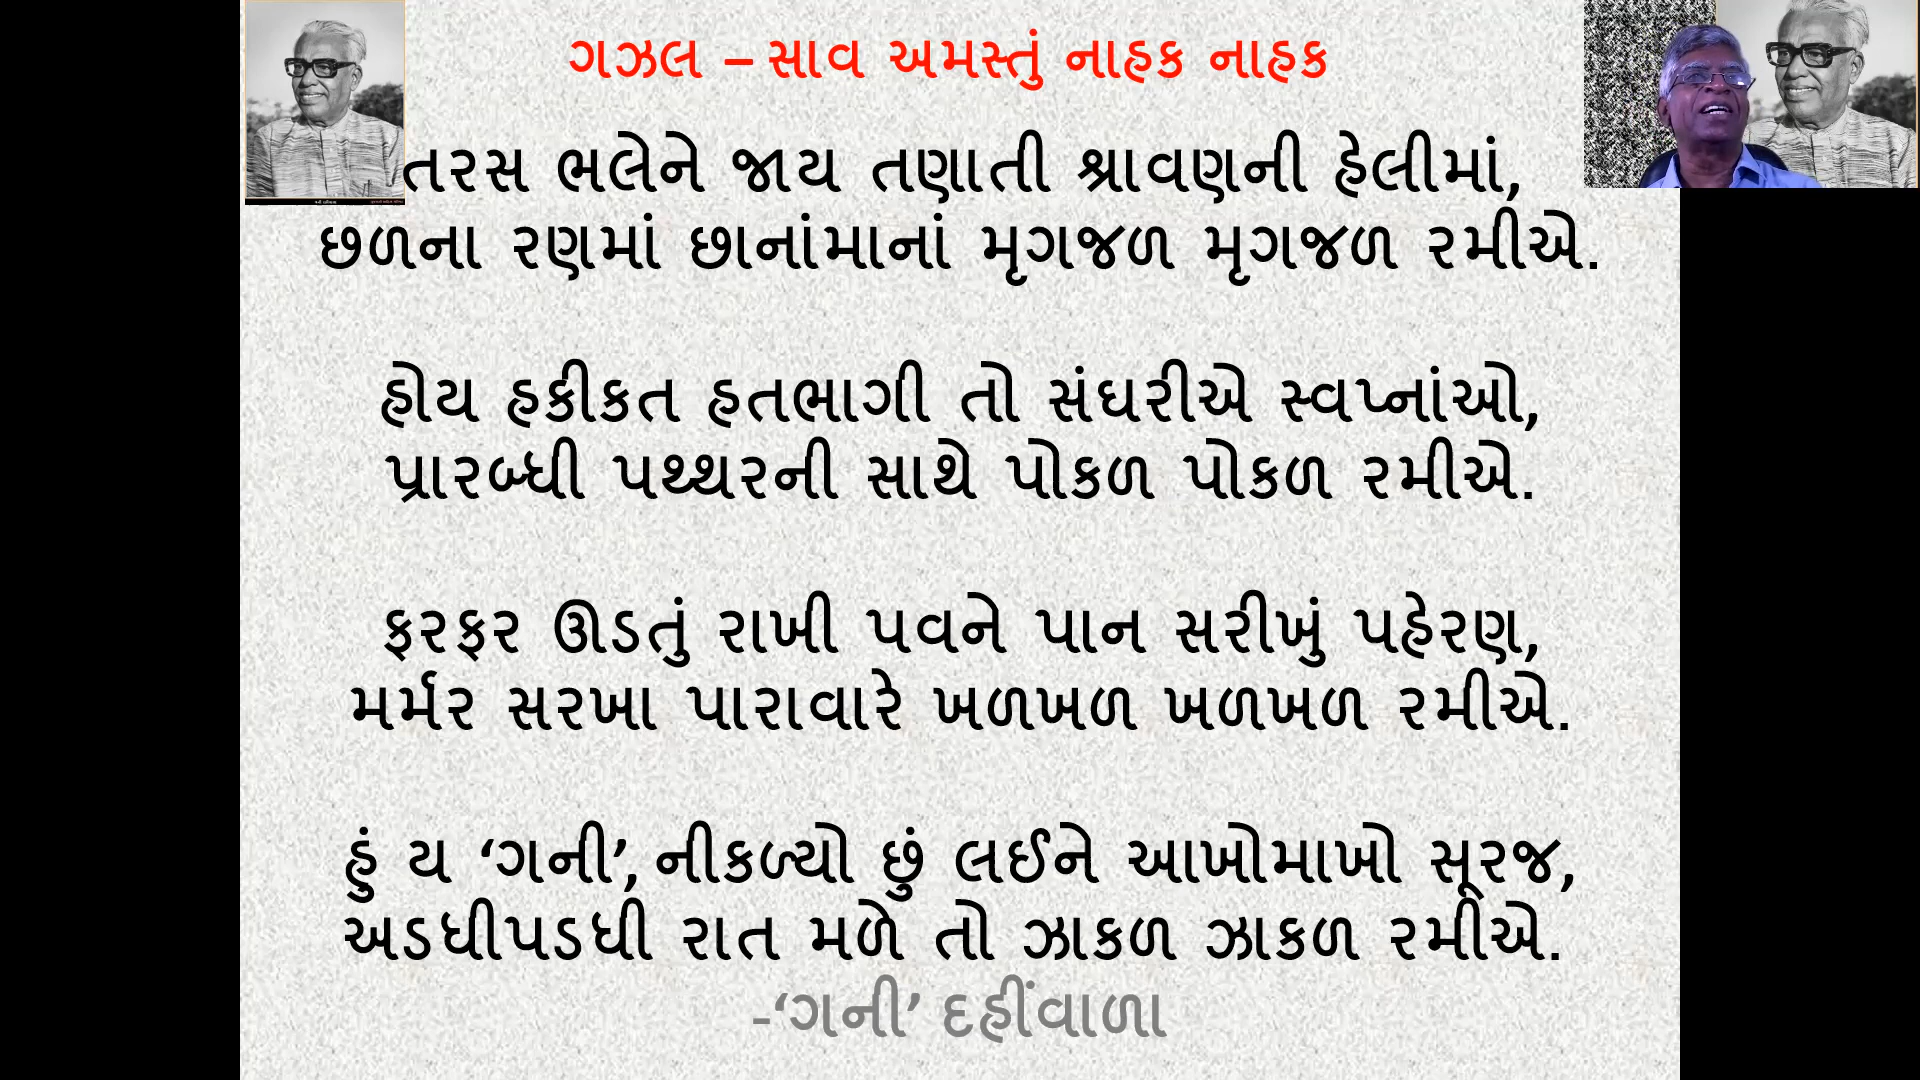 ગઝલ – સાવ અમસ્તું નાહક નાહક
તરસ ભલેને જાય તણાતી શ્રાવણની હેલીમાં,
છળના રણમાં છાનાંમાનાં મૃગજળ મૃગજળ રમીએ.
હોય હકીકત હતભાગી તો સંઘરીએ સ્વપ્નાંઓ,
પ્રારબ્ધી પથ્થરની સાથે પોકળ પોકળ રમીએ.
ફરફર ઊડતું રાખી પવને પાન સરીખું પહેરણ,
મર્મર સરખા પારાવારે ખળખળ ખળખળ રમીએ.
હું ય ‘ગની’, નીકળ્યો છું લઈને આખોમાખો સૂરજ,
અડધીપડધી રાત મળે તો ઝાકળ ઝાકળ રમીએ.
-‘ગની’ દહીંવાળા